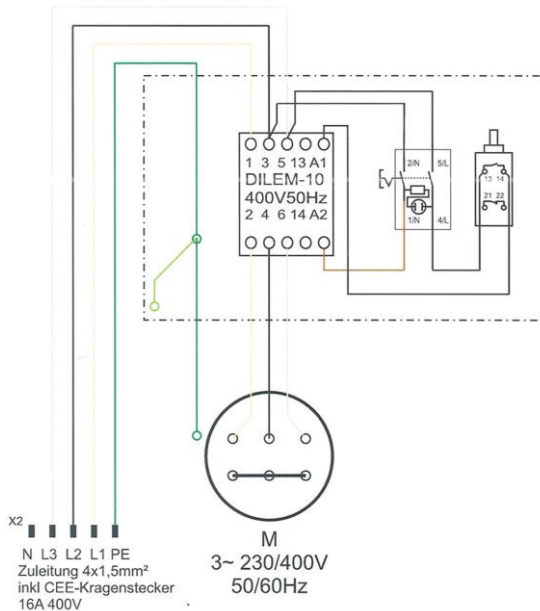 1 3 5 13 A1
DILEM-10
400V50Hz
2 4 6 14 A2
2/N 5/L
1/N 4/L
13 14
21 22
X2
N L3 L2 L1 PE
Zuleitung 4x1,5mm²
inkl CEE-Kragenstecker
16A 400V
M
3~ 230/400V
50/60Hz